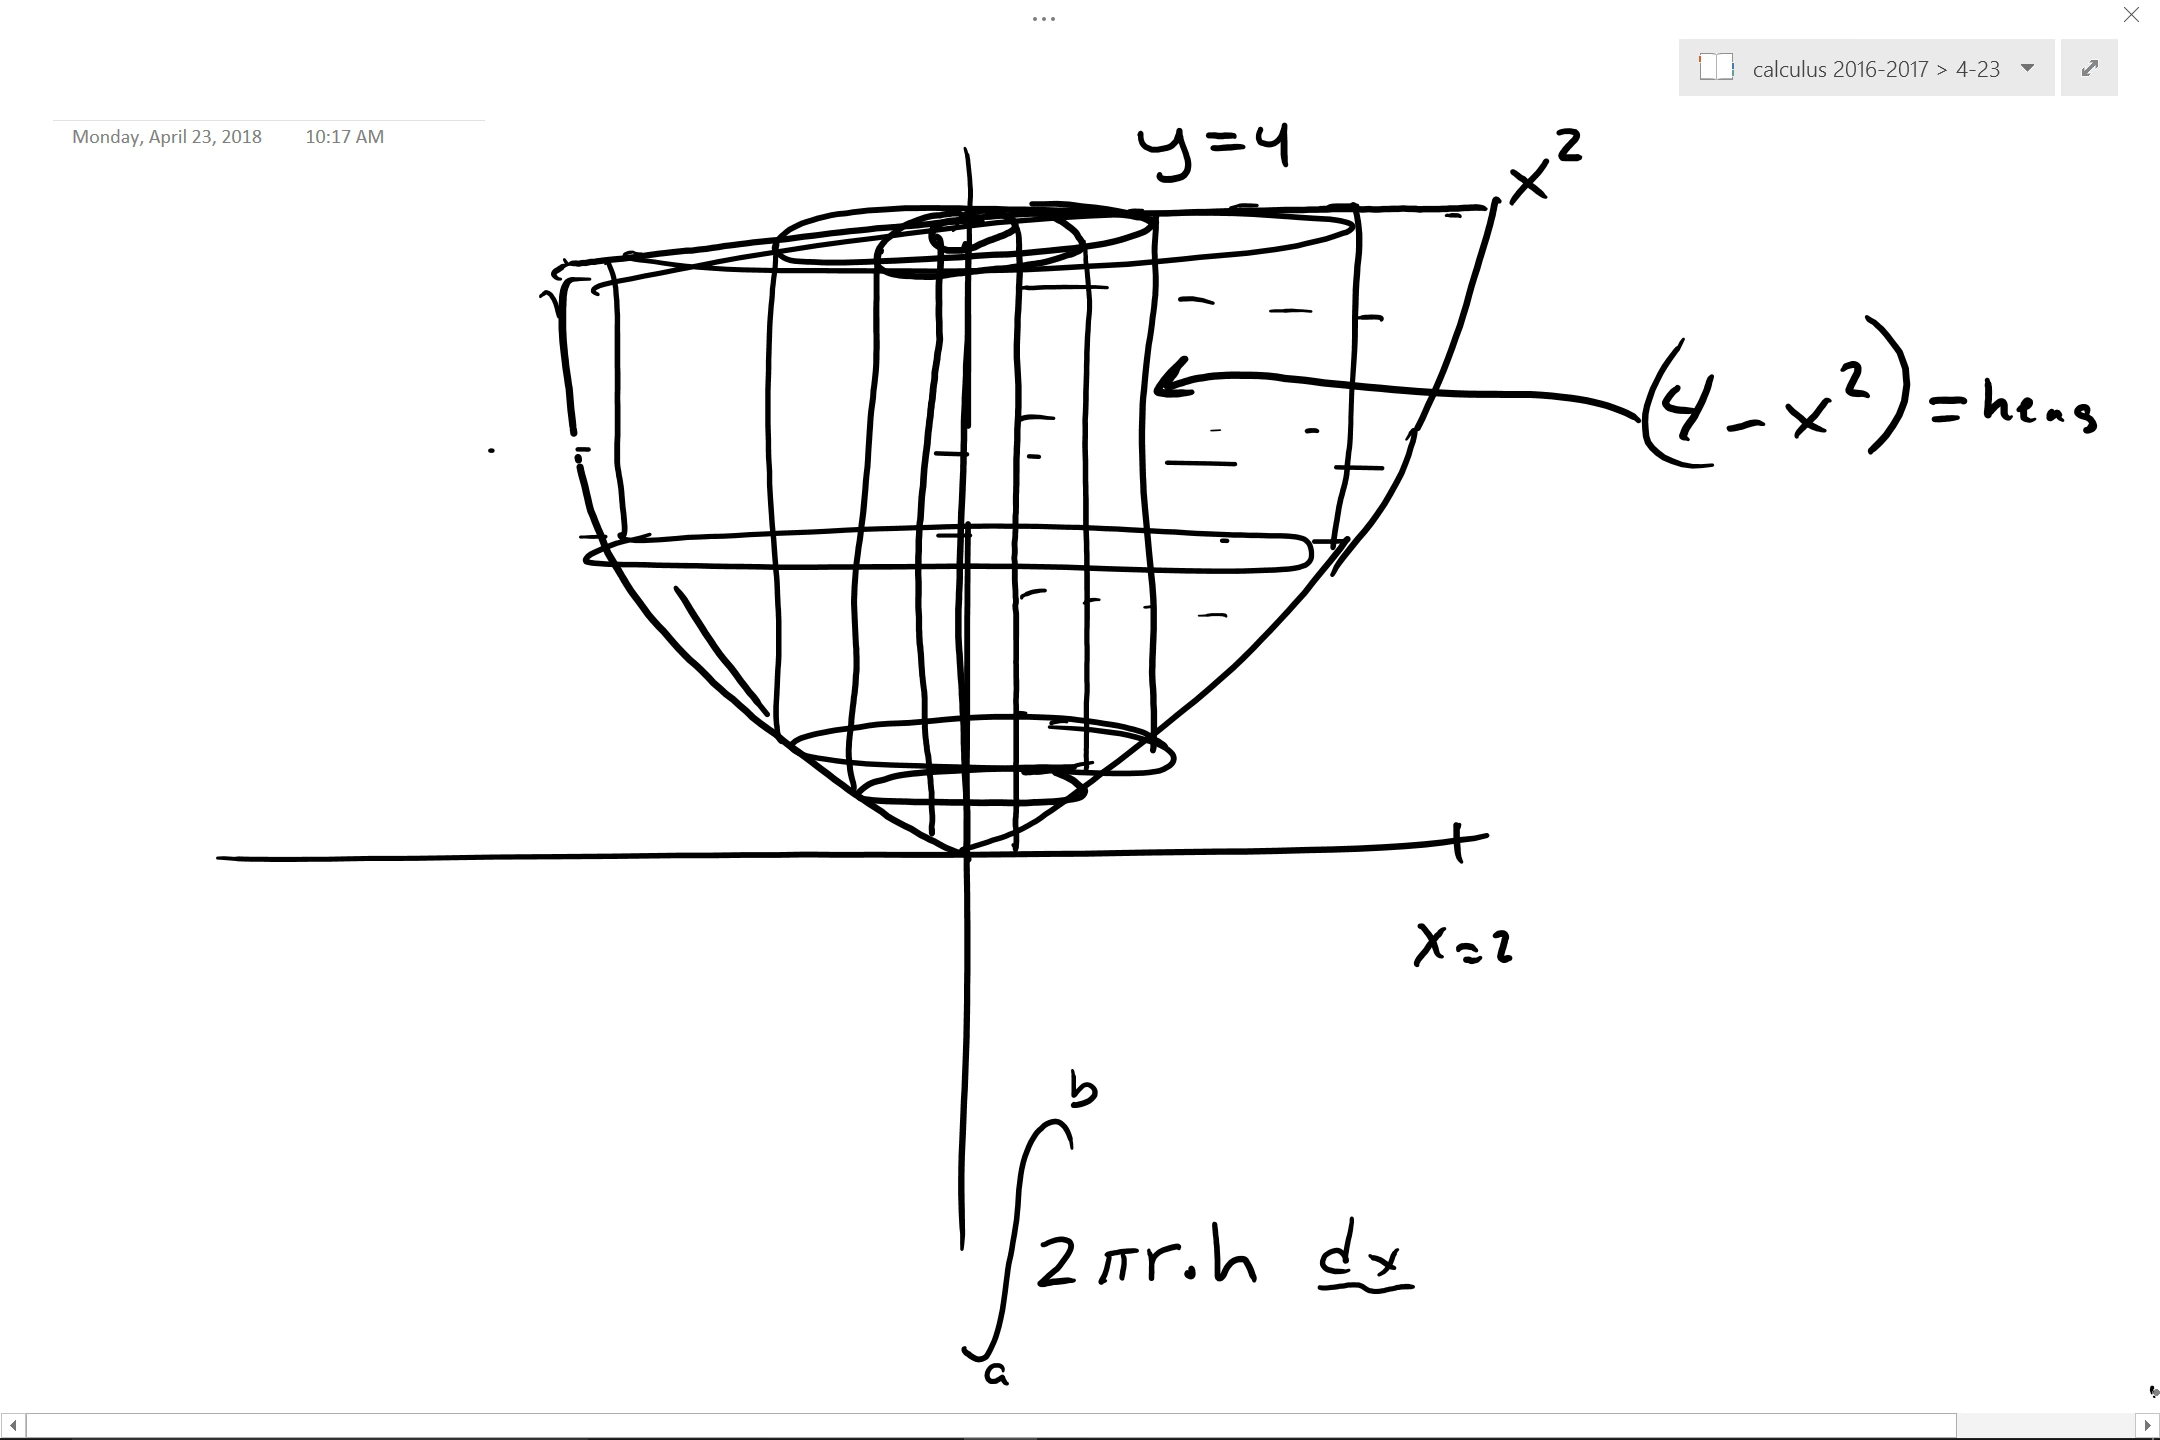 calculus 2016-2017 > 4-23
Monday, April 23, 2018 10:17 AM
y=4
x²
(4-x²) =
x=2
b
∫ 2πr·h dx
a